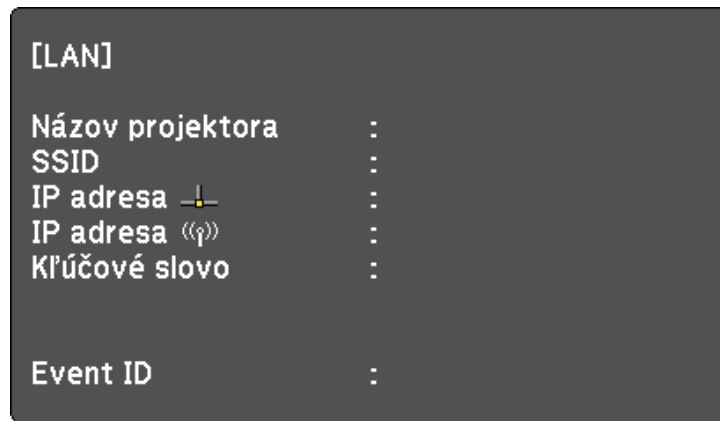 [LAN]
Názov projektora :
SSID :
IP adresa :
IP adresa :
Kľúčové slovo :
Event ID :